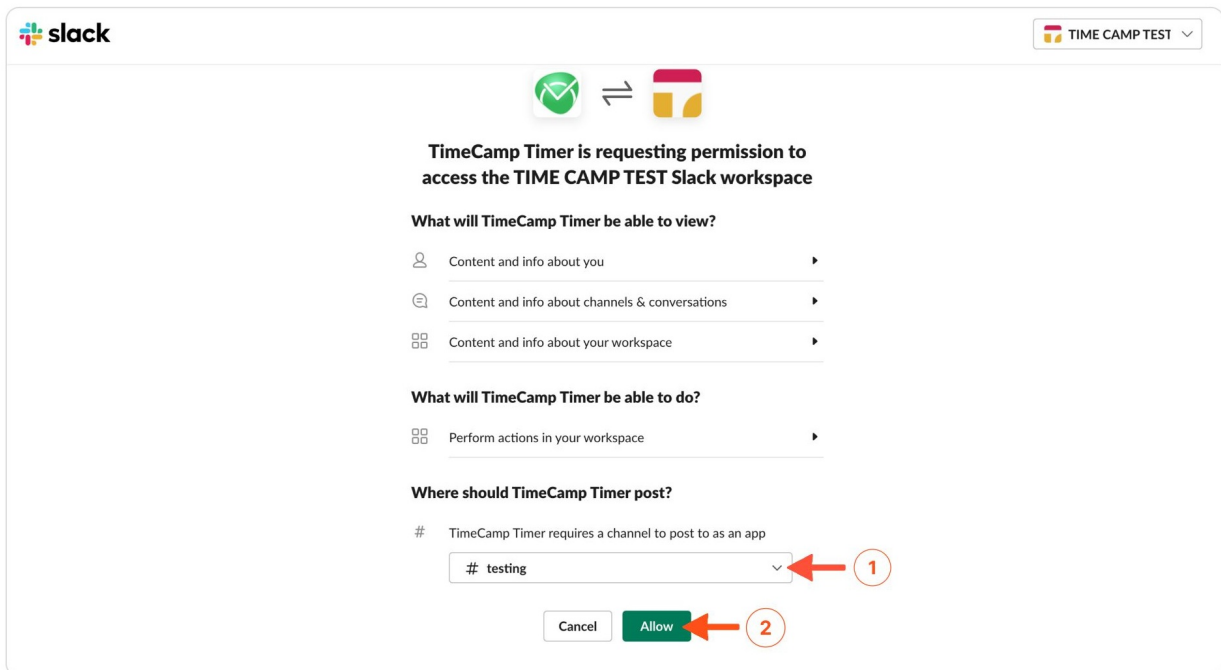 slack
TIME CAMP TEST
TimeCamp Timer is requesting permission to
access the TIME CAMP TEST Slack workspace
What will TimeCamp Timer be able to view?
Content and info about you
Content and info about channels & conversations
Content and info about your workspace
What will TimeCamp Timer be able to do?
Perform actions in your workspace
Where should TimeCamp Timer post?
# TimeCamp Timer requires a channel to post to as an app
# testing
1
Cancel
Allow
2